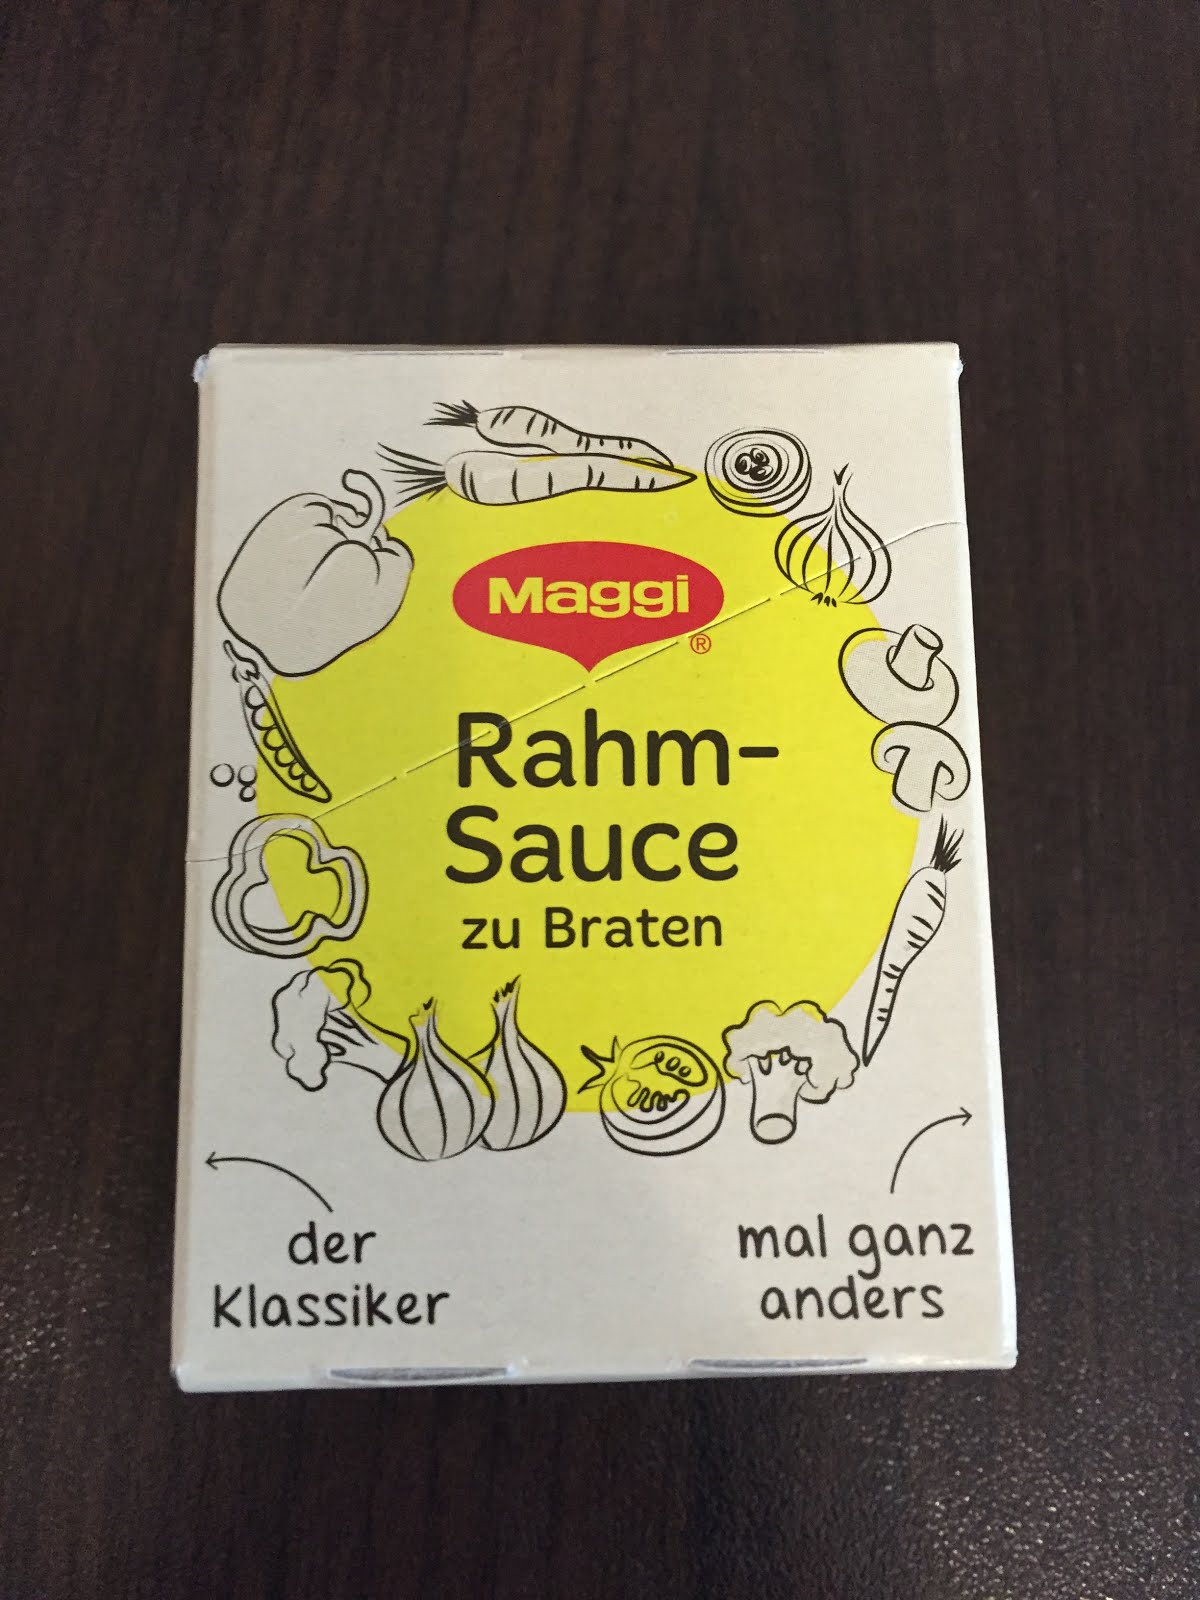 Maggi
®
Rahm-
Sauce
zu Braten
der
Klassiker
mal ganz
anders